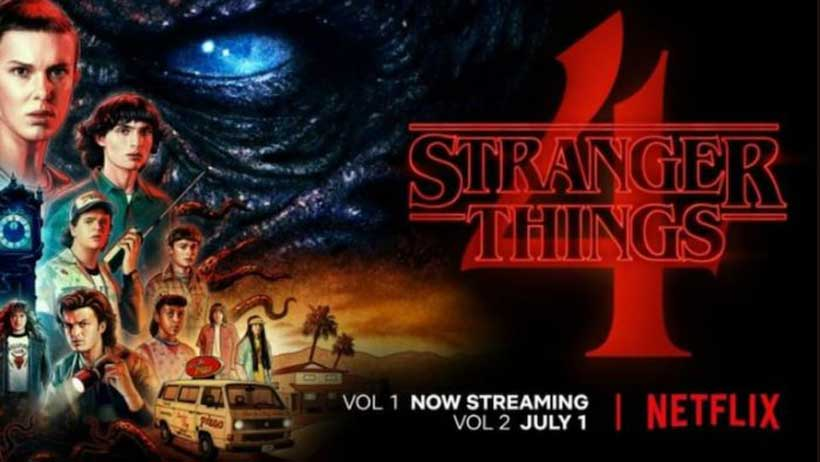 4
STRANGER
THINGS
VOL 1 NOW STREAMING
VOL 2 JULY 1
NETFLIX